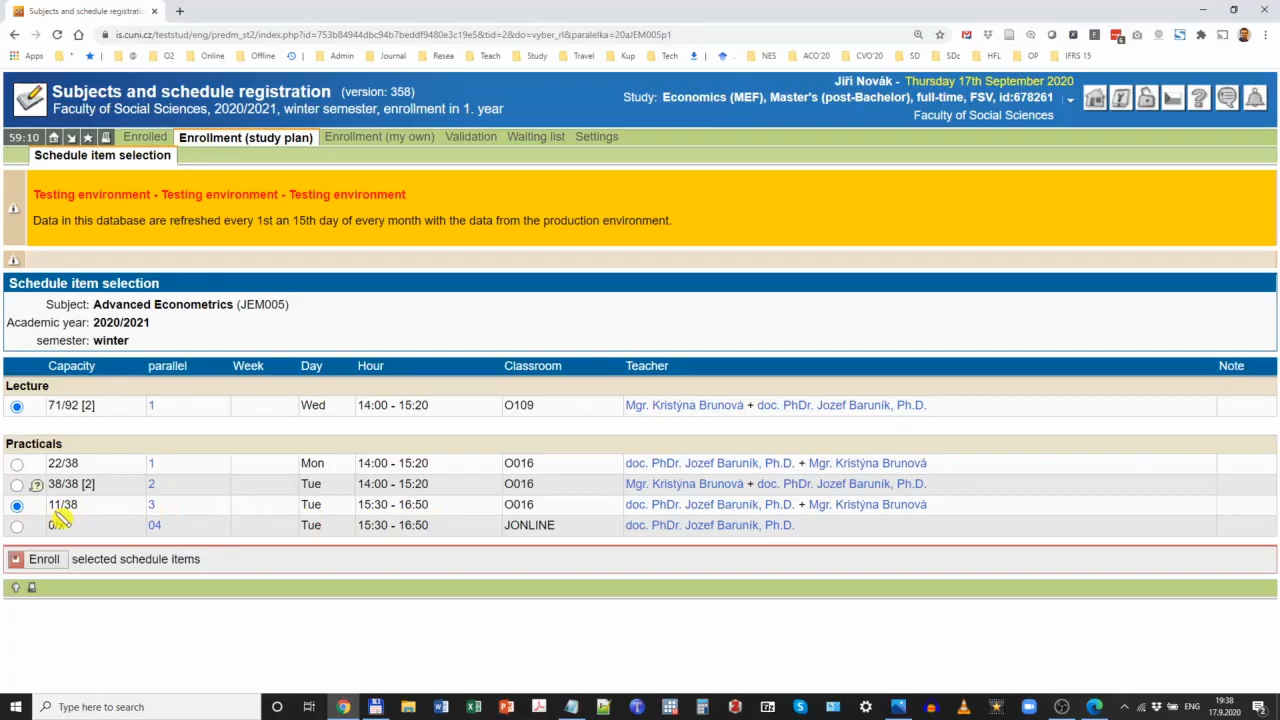 Subjects and schedule registratio
is.cuni.cz/teststud/eng/predm_st2/index.php?id=753b84944dbc94b7beddf9480e3c19e5&tid=2&do=vyber_rl&paralelka=20aJEM005p1
Apps * @ O2 Online Offline Admin Journal Resea Teach Study Travel Kup Tech NES ACO'20 CVO'20 SD SDc HFL OP IFRS 15
Subjects and schedule registration (version: 358)
Faculty of Social Sciences, 2020/2021, winter semester, enrollment in 1. year
Jiří Novák - Thursday 17th September 2020
Study: Economics (MEF), Master's (post-Bachelor), full-time, FSV, id:678261
Faculty of Social Sciences
59:10 Enrolled Enrollment (study plan) Enrollment (my own) Validation Waiting list Settings
Schedule item selection
Testing environment - Testing environment - Testing environment
Data in this database are refreshed every 1st an 15th day of every month with the data from the production environment.
Schedule item selection
Subject: Advanced Econometrics (JEM005)
Academic year: 2020/2021
semester: winter
Capacity parallel Week Day Hour Classroom Teacher Note
Lecture
71/92 [2] 1 Wed 14:00 - 15:20 O109 Mgr. Kristýna Brunová + doc. PhDr. Jozef Baruník, Ph.D.
Practicals
22/38 1 Mon 14:00 - 15:20 O016 doc. PhDr. Jozef Baruník, Ph.D. + Mgr. Kristýna Brunová
38/38 [2] 2 Tue 14:00 - 15:20 O016 Mgr. Kristýna Brunová + doc. PhDr. Jozef Baruník, Ph.D.
11/38 3 Tue 15:30 - 16:50 O016 doc. PhDr. Jozef Baruník, Ph.D. + Mgr. Kristýna Brunová
04 Tue 15:30 - 16:50 JONLINE doc. PhDr. Jozef Baruník, Ph.D.
Enroll selected schedule items
Type here to search
19:38
17.9.2020